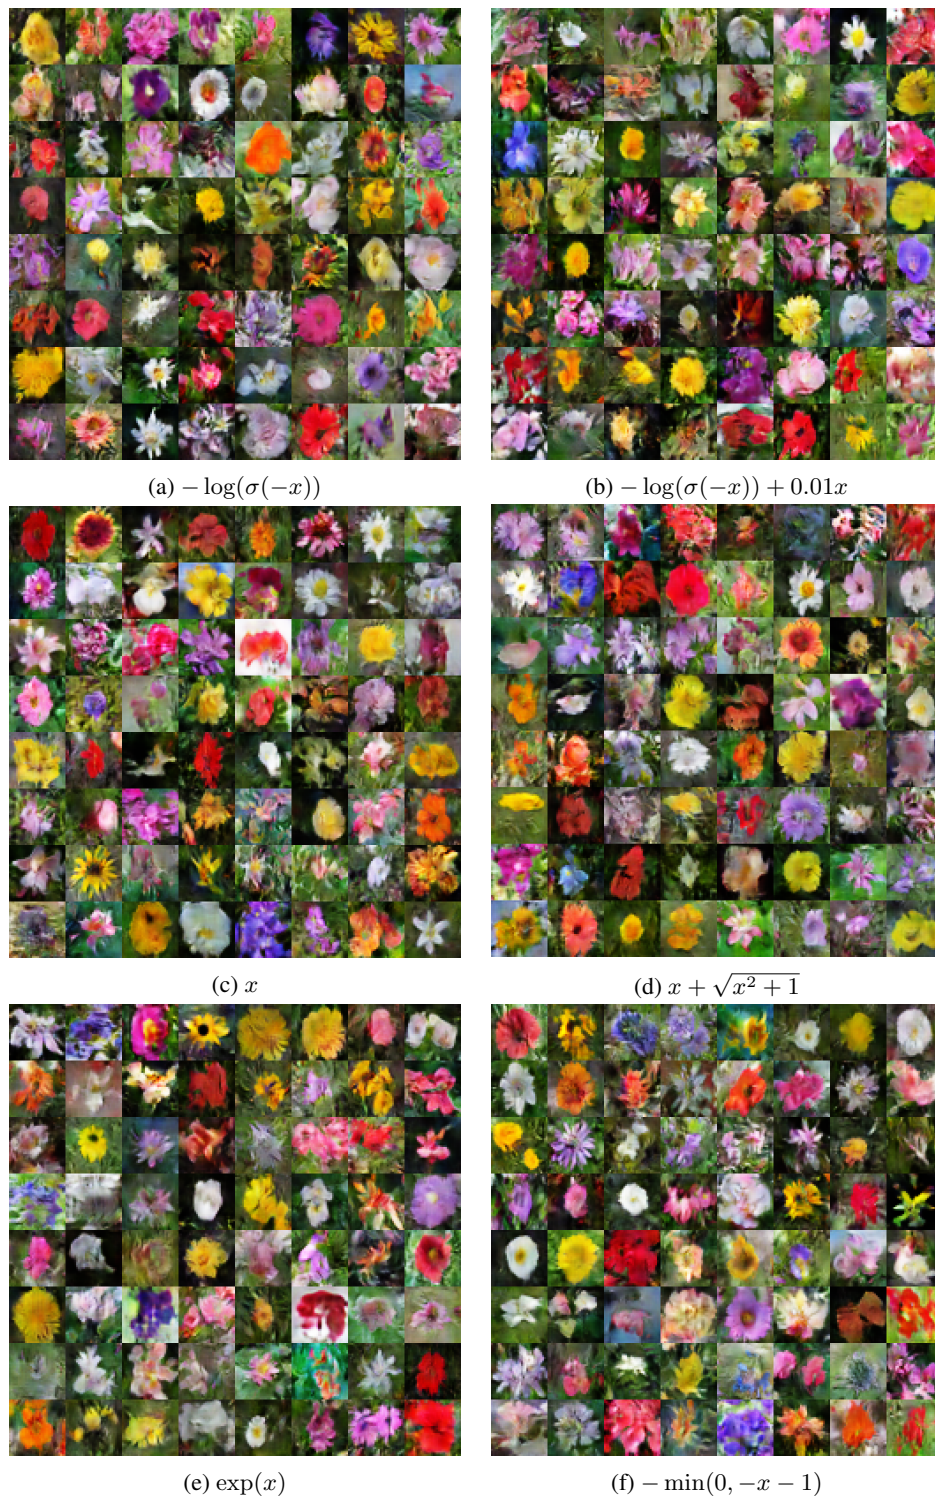 (a) − log(σ(−x))
(b) − log(σ(−x)) + 0.01x
(c) x
(d) x + √(x² + 1)
(e) exp(x)
(f) − min(0, −x − 1)